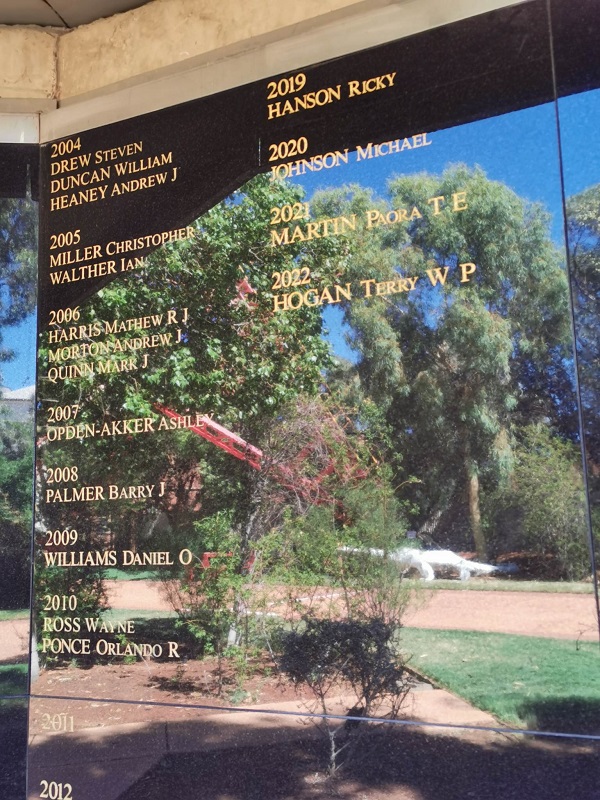 2004
DREW STEVEN
DUNCAN WILLIAM
HEANEY ANDREW J
2005
MILLER CHRISTOPHER
WALTHER IAN
2006
HARRIS MATHEW R J
MORTON ANDREW J
QUINN MARK J
2007
OPDEN-AKKER ASHLEY
2008
PALMER BARRY J
2009
WILLIAMS DANIEL O
2010
ROSS WAYNE
PONCE ORLANDO R
2011
2012
2019
HANSON RICKY
2020
JOHNSON MICHAEL
2021
MARTIN PAORA T E
2022
HOGAN TERRY W P